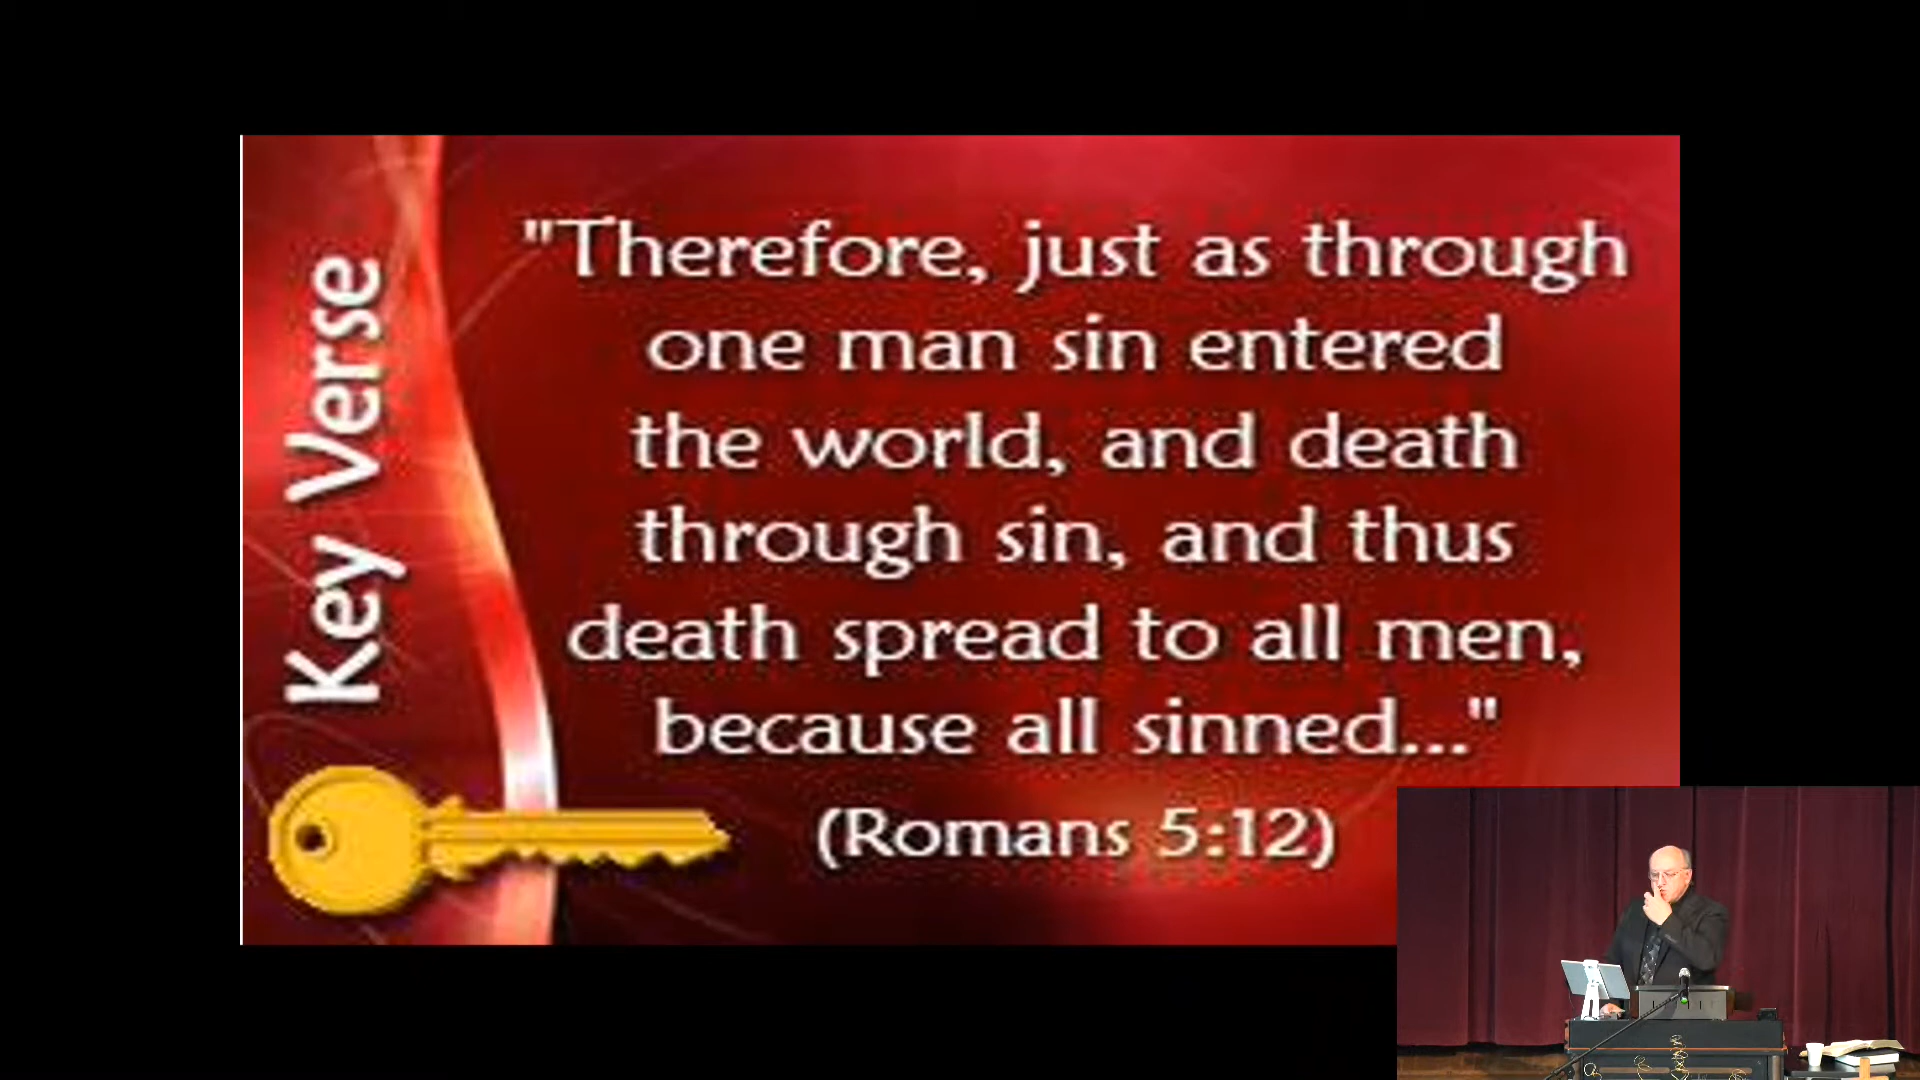 Key Verse
"Therefore, just as through
one man sin entered
the world, and death
through sin, and thus
death spread to all men,
because all sinned..."
(Romans 5:12)